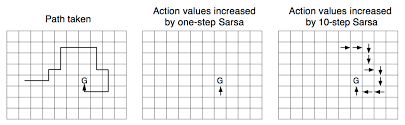 Path taken
Action values increased
by one-step Sarsa
Action values increased
by 10-step Sarsa
G
G
G